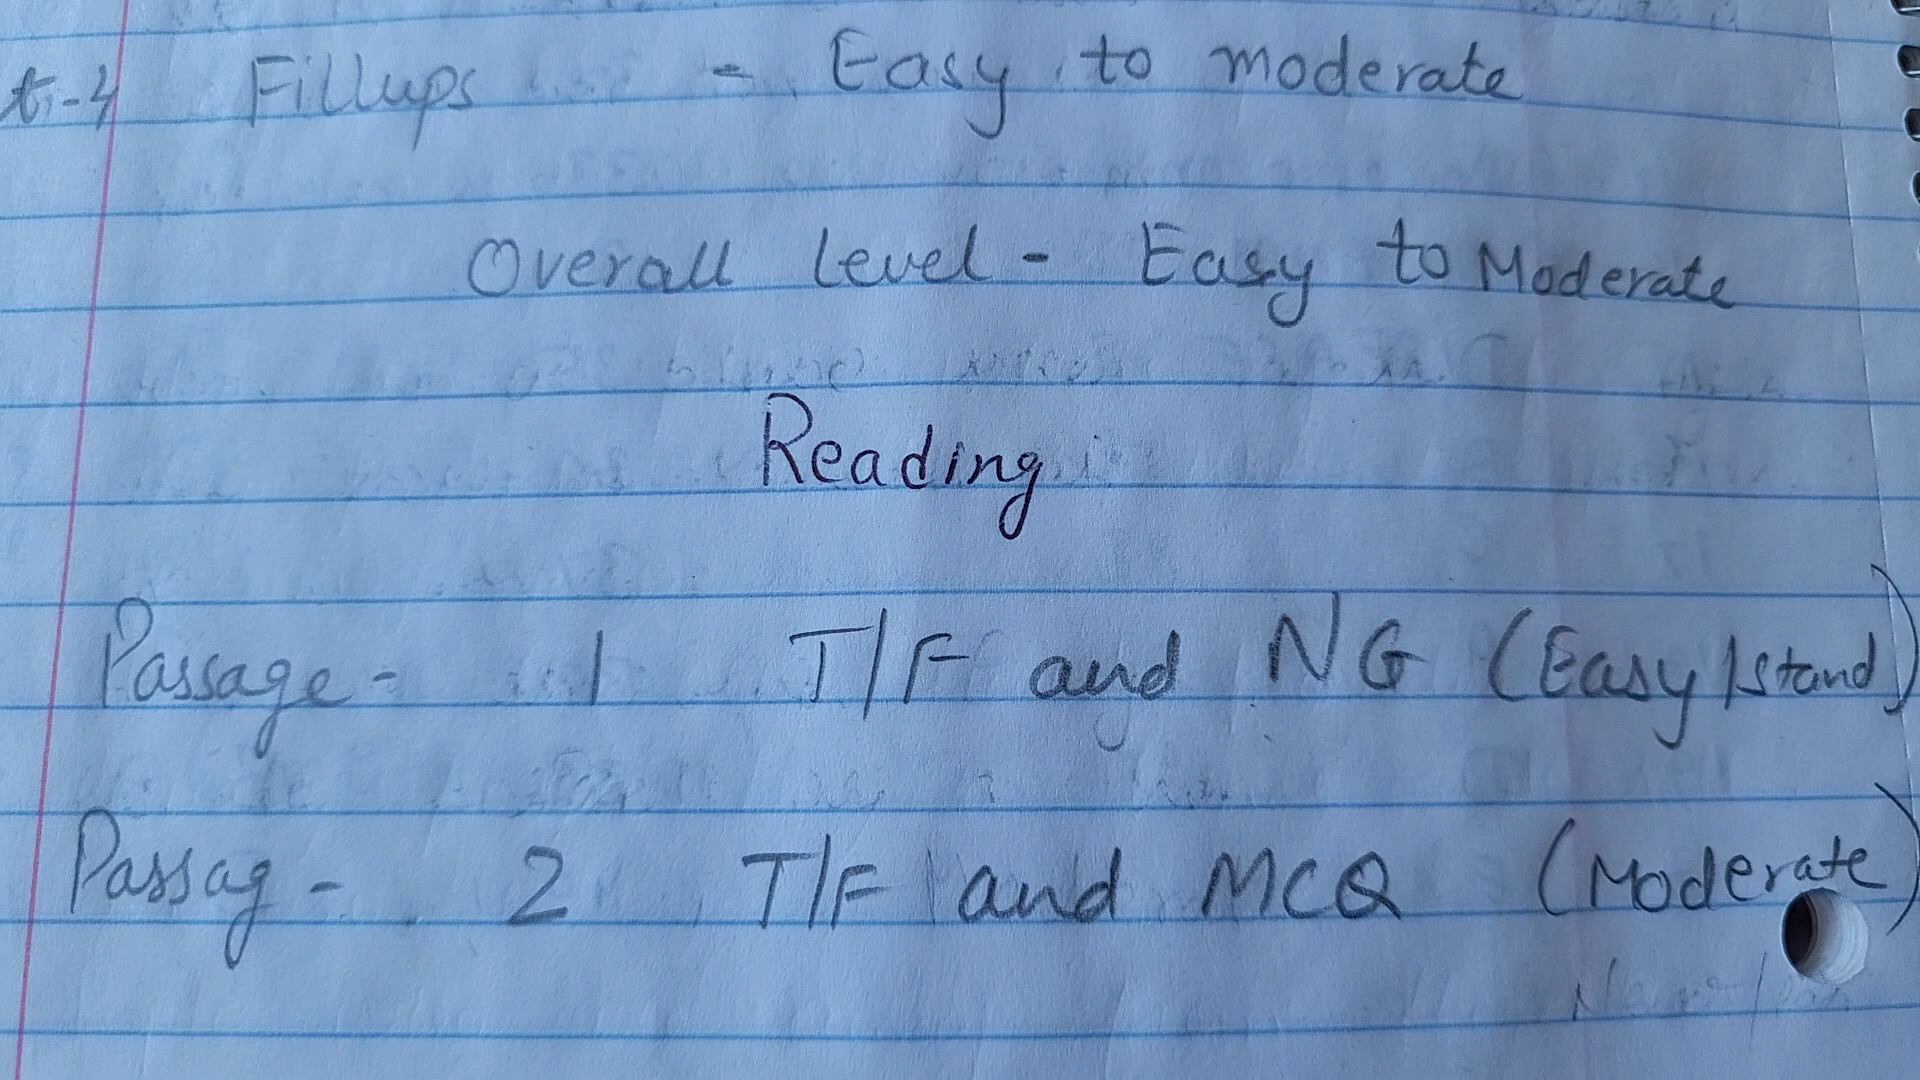 t-4 Fillups - Easy to moderate
Overall level - Easy to Moderate
Reading
Passage - 1 T/F and NG (Easy/stand)
Passag - 2 T/F and MCQ (Moderate)